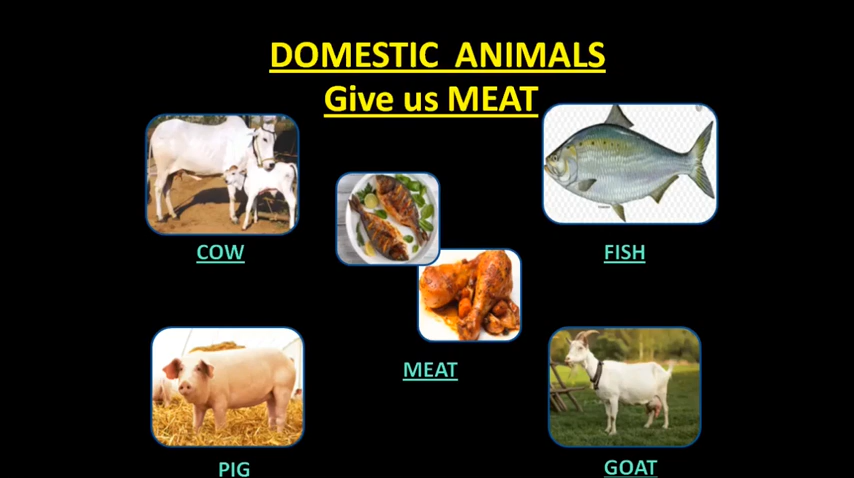 DOMESTIC ANIMALS
Give us MEAT
COW
FISH
MEAT
PIG
GOAT